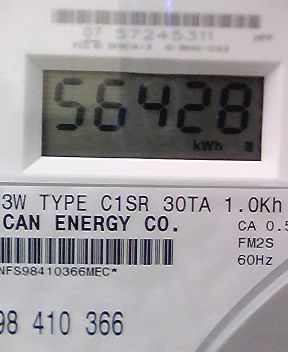 07 57245311
56428
kWh
3W TYPE C1SR 30TA 1.0Kh
CAN ENERGY CO.
CA 0.5
FM2S
60Hz
NFS98410366MEC*
98 410 366